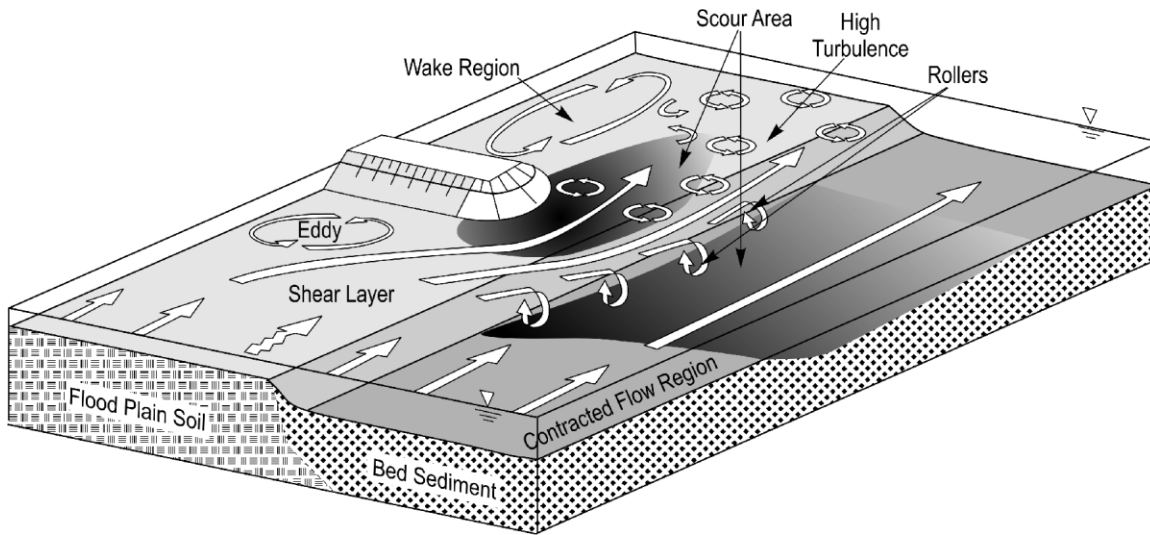 Scour Area
High
Turbulence
Rollers
Wake Region
Eddy
Shear Layer
Contracted Flow Region
Flood Plain Soil
Bed Sediment